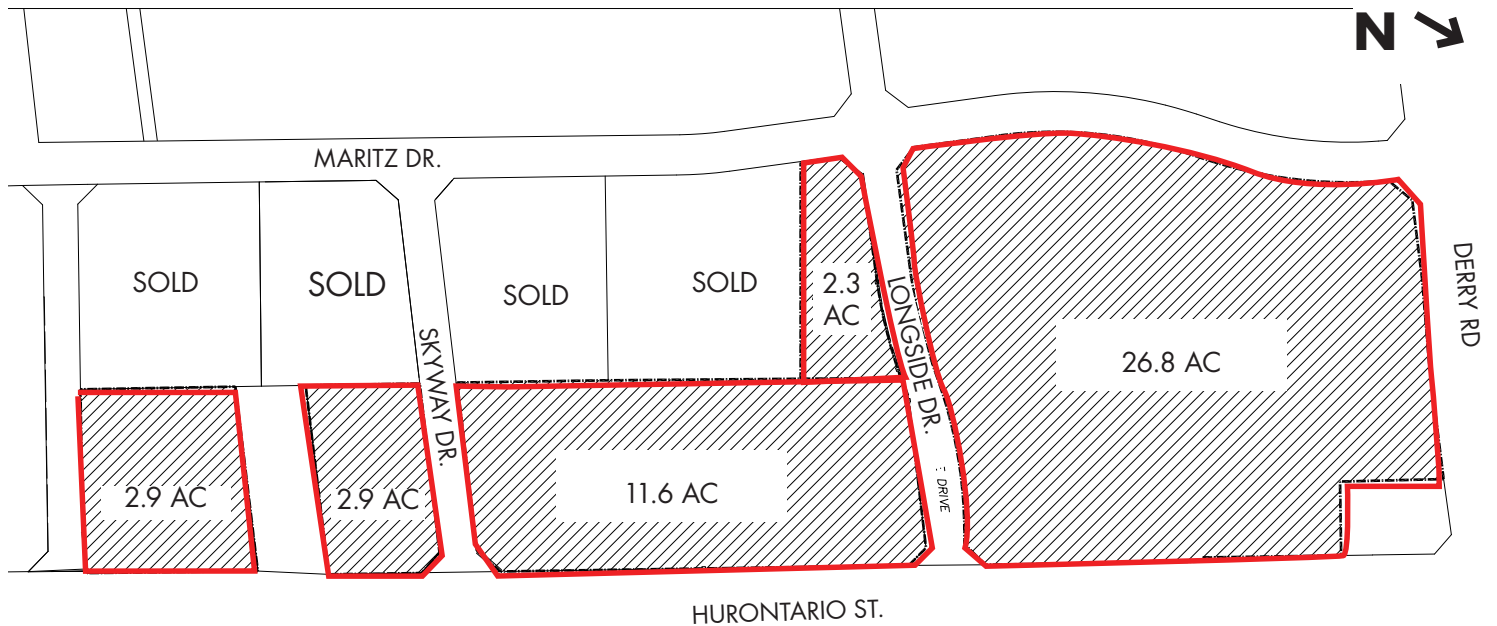 N
MARITZ DR.
SOLD
SOLD
SOLD
SOLD
2.3
AC
LONGSIDE DR.
DERRY RD
SKYWAY DR.
26.8 AC
2.9 AC
2.9 AC
11.6 AC
DRIVE
HURONTARIO ST.